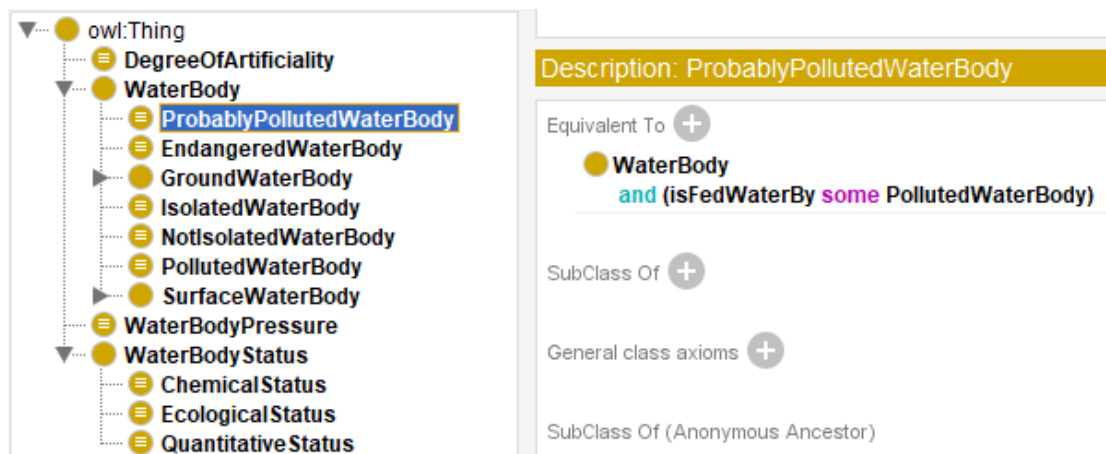 owl:Thing
DegreeOfArtificiality
WaterBody
ProbablyPollutedWaterBody
EndangeredWaterBody
GroundWaterBody
IsolatedWaterBody
NotIsolatedWaterBody
PollutedWaterBody
SurfaceWaterBody
WaterBodyPressure
WaterBodyStatus
ChemicalStatus
EcologicalStatus
QuantitativeStatus
Description: ProbablyPollutedWaterBody
Equivalent To
WaterBody
and (isFedWaterBy some PollutedWaterBody)
SubClass Of
General class axioms
SubClass Of (Anonymous Ancestor)